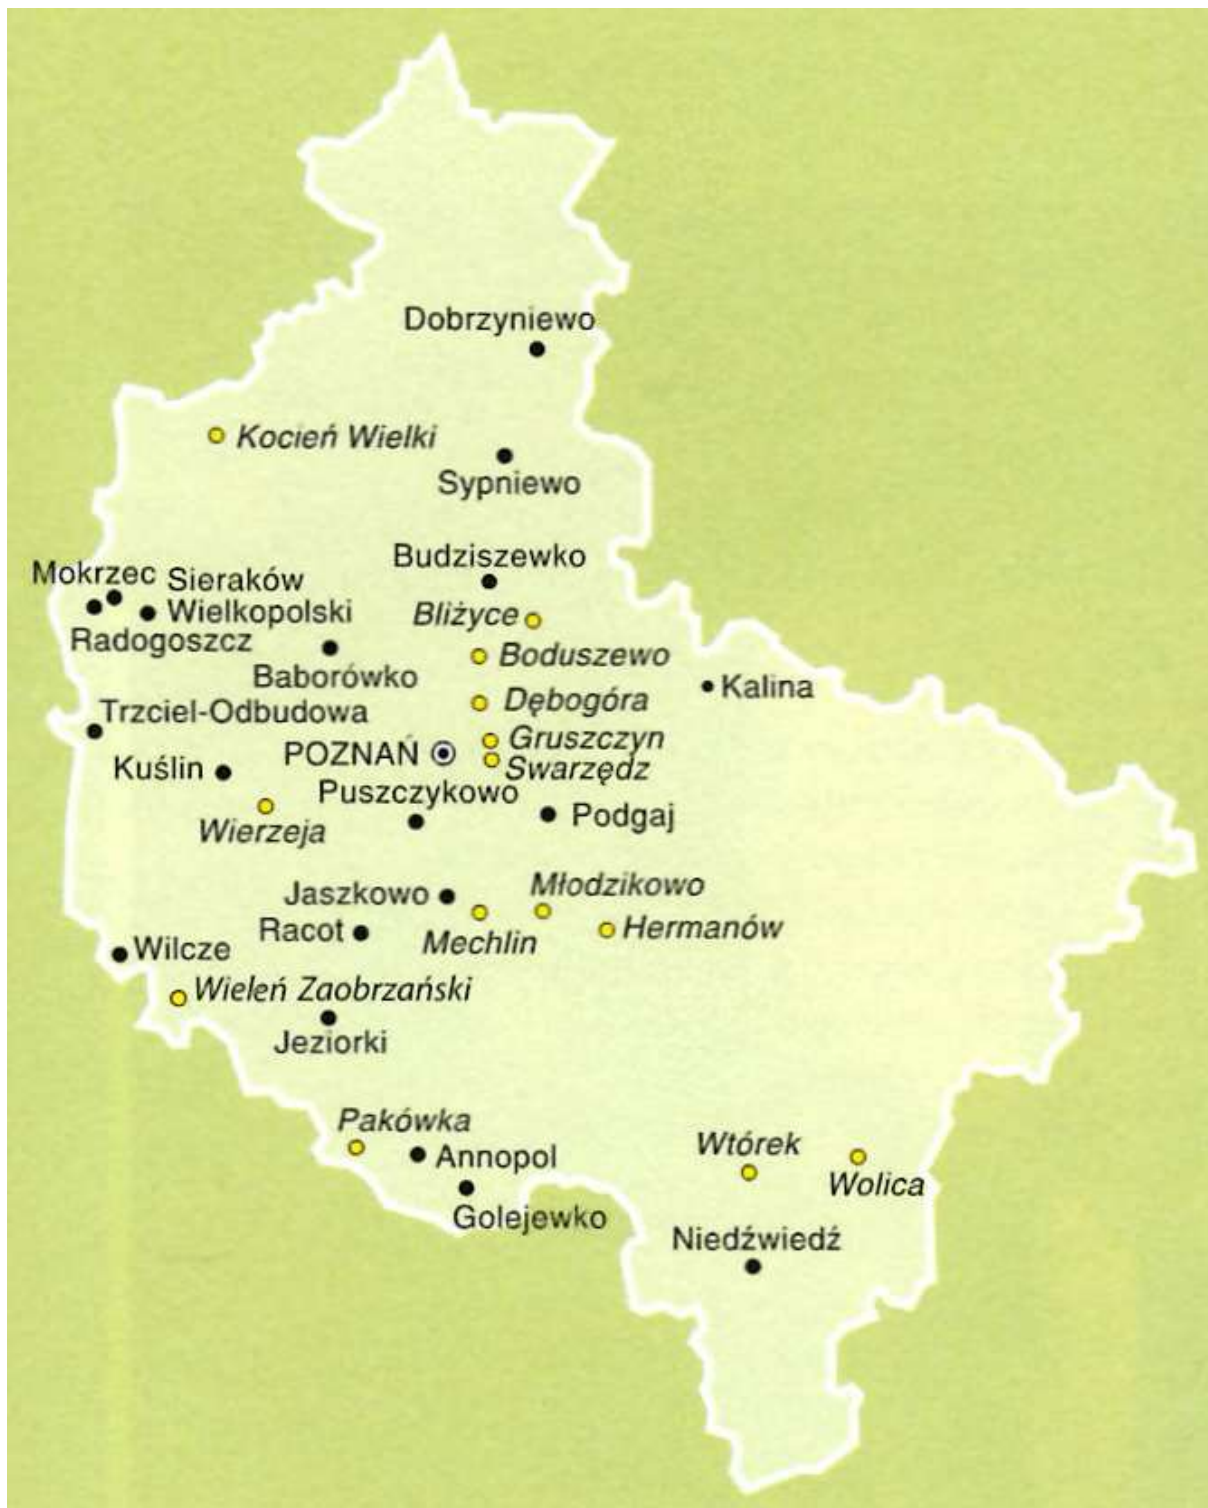 Dobrzyniewo
Kocień Wielki
Sypniewo
Budziszewko
Mokrzec
Sieraków
Wielkopolski
Bliżyce
Radogoszcz
Boduszewo
Baborówko
Kalina
Dębogóra
Trzciel-Odbudowa
Gruszczyn
POZNAŃ
Kuślin
Swarzędz
Puszczykowo
Podgaj
Wierzeja
Młodzikowo
Jaszkowo
Hermanów
Racot
Mechlin
Wilcze
Wieleń Zaobrzański
Jeziorki
Pakówka
Wtórek
Annopol
Wolica
Golejewko
Niedźwiedź